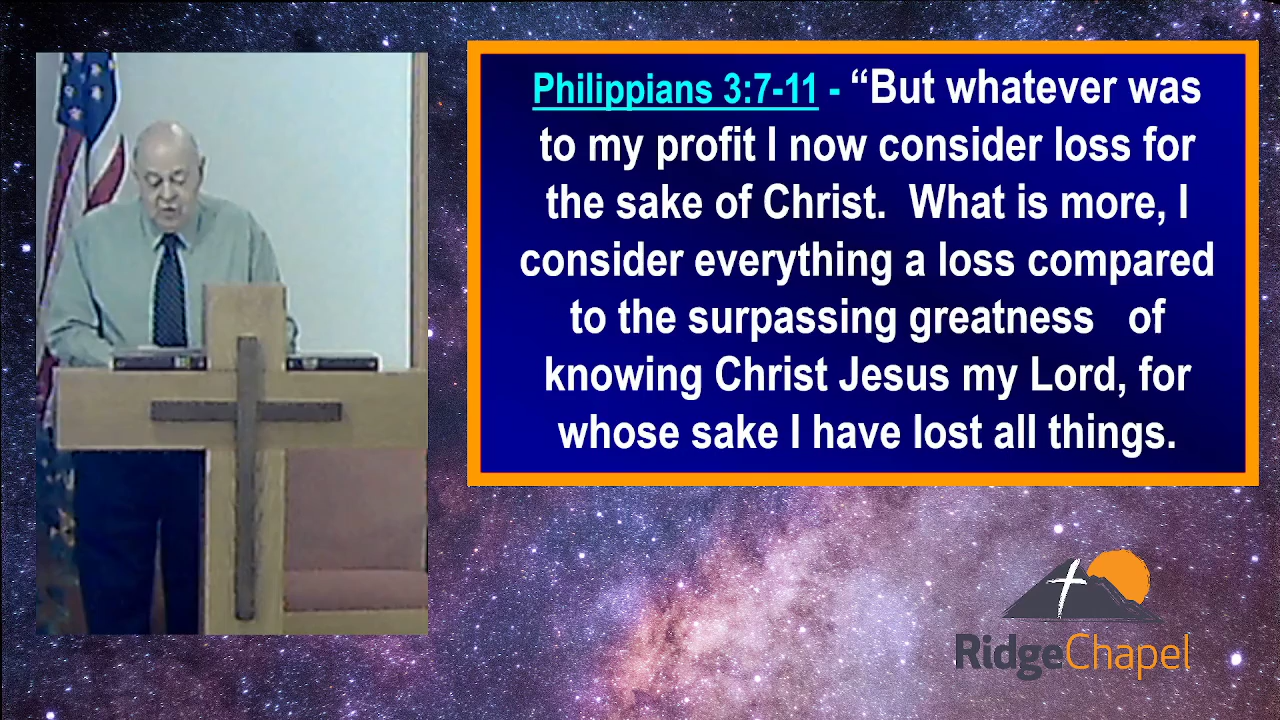 Philippians 3:7-11 - “But whatever was
to my profit I now consider loss for
the sake of Christ.  What is more, I
consider everything a loss compared
to the surpassing greatness   of
knowing Christ Jesus my Lord, for
whose sake I have lost all things.
RidgeChapel